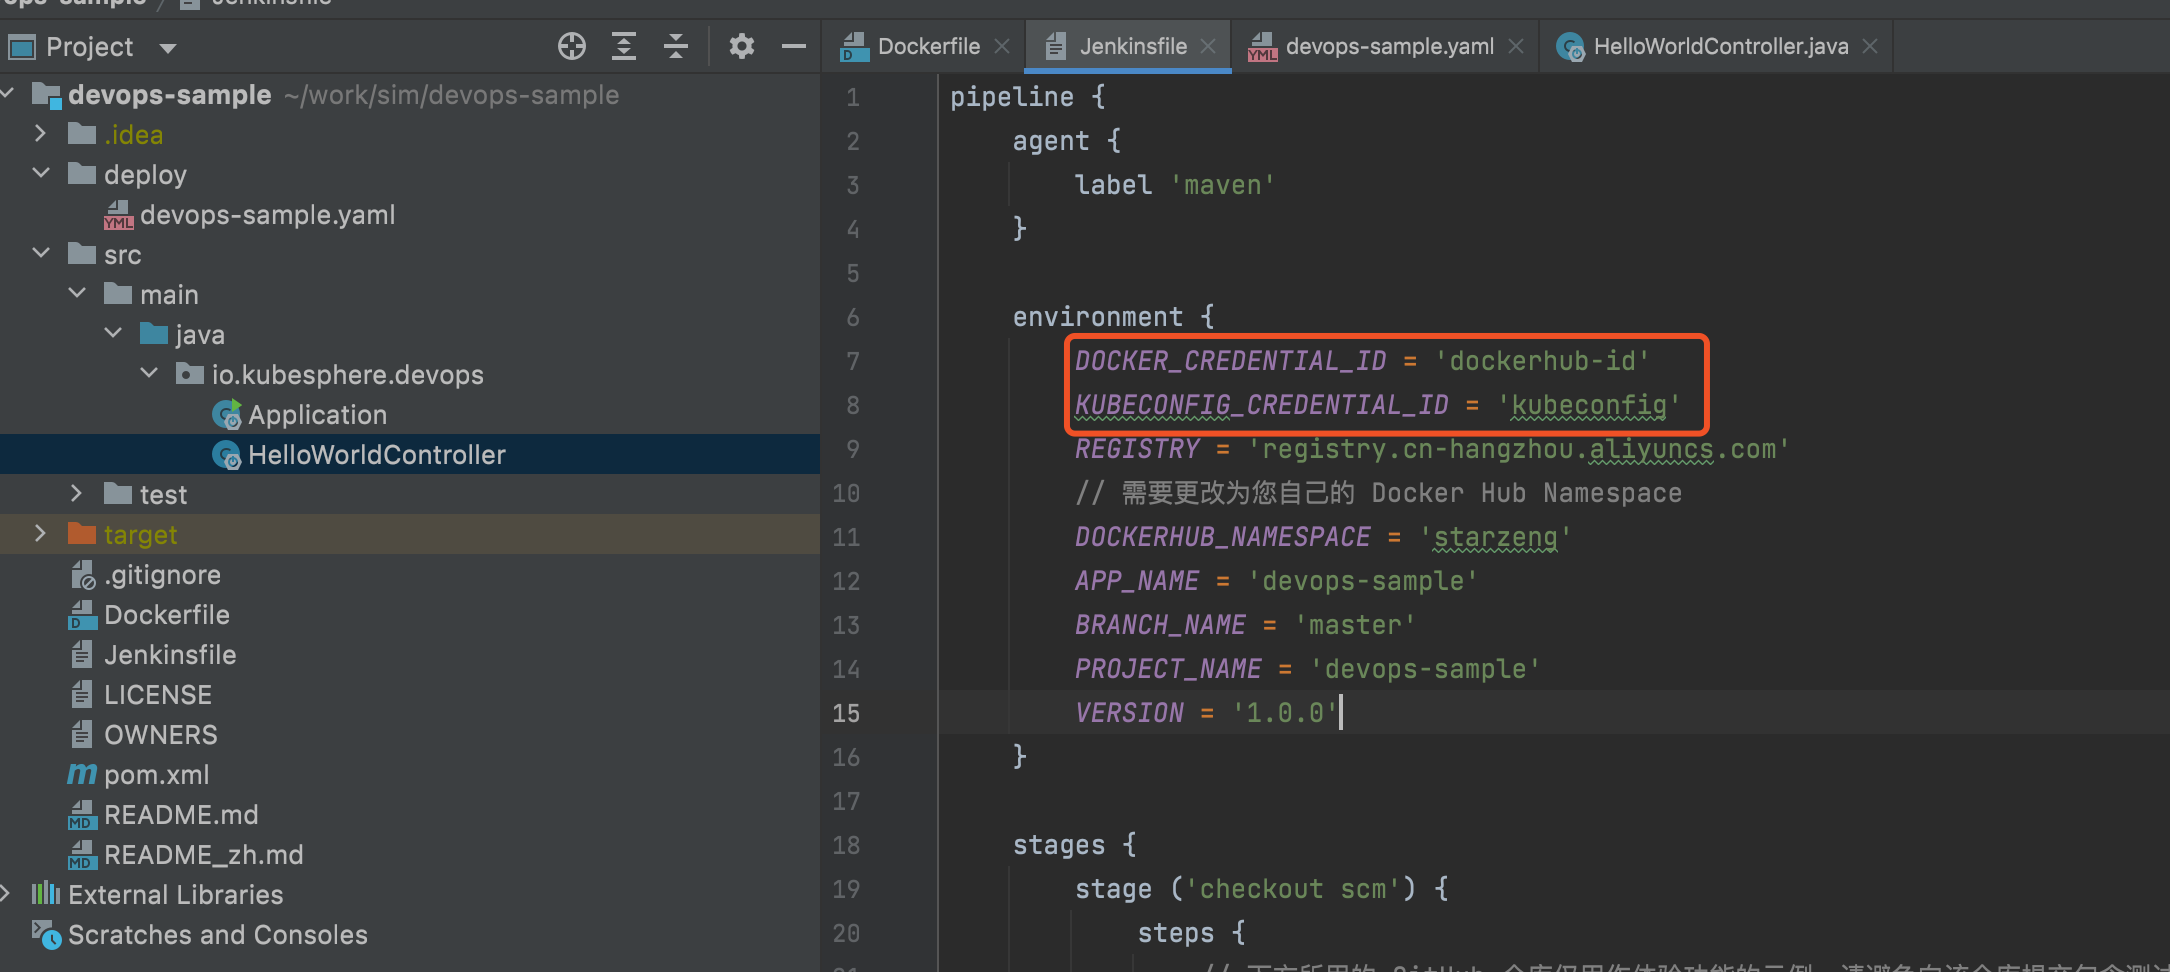 ops-sample / Jenkinsfile
Project
devops-sample ~/work/sim/devops-sample
.idea
deploy
devops-sample.yaml
src
main
java
io.kubesphere.devops
Application
HelloWorldController
test
target
.gitignore
Dockerfile
Jenkinsfile
LICENSE
OWNERS
pom.xml
README.md
README_zh.md
External Libraries
Scratches and Consoles
Dockerfile
Jenkinsfile
devops-sample.yaml
HelloWorldController.java
1 pipeline {
2 agent {
3 label 'maven'
4 }
5
6 environment {
7 DOCKER_CREDENTIAL_ID = 'dockerhub-id'
8 KUBECONFIG_CREDENTIAL_ID = 'kubeconfig'
9 REGISTRY = 'registry.cn-hangzhou.aliyuncs.com'
10 // 需要更改为您自己的 Docker Hub Namespace
11 DOCKERHUB_NAMESPACE = 'starzeng'
12 APP_NAME = 'devops-sample'
13 BRANCH_NAME = 'master'
14 PROJECT_NAME = 'devops-sample'
15 VERSION = '1.0.0'
16 }
17
18 stages {
19 stage ('checkout scm') {
20 steps {